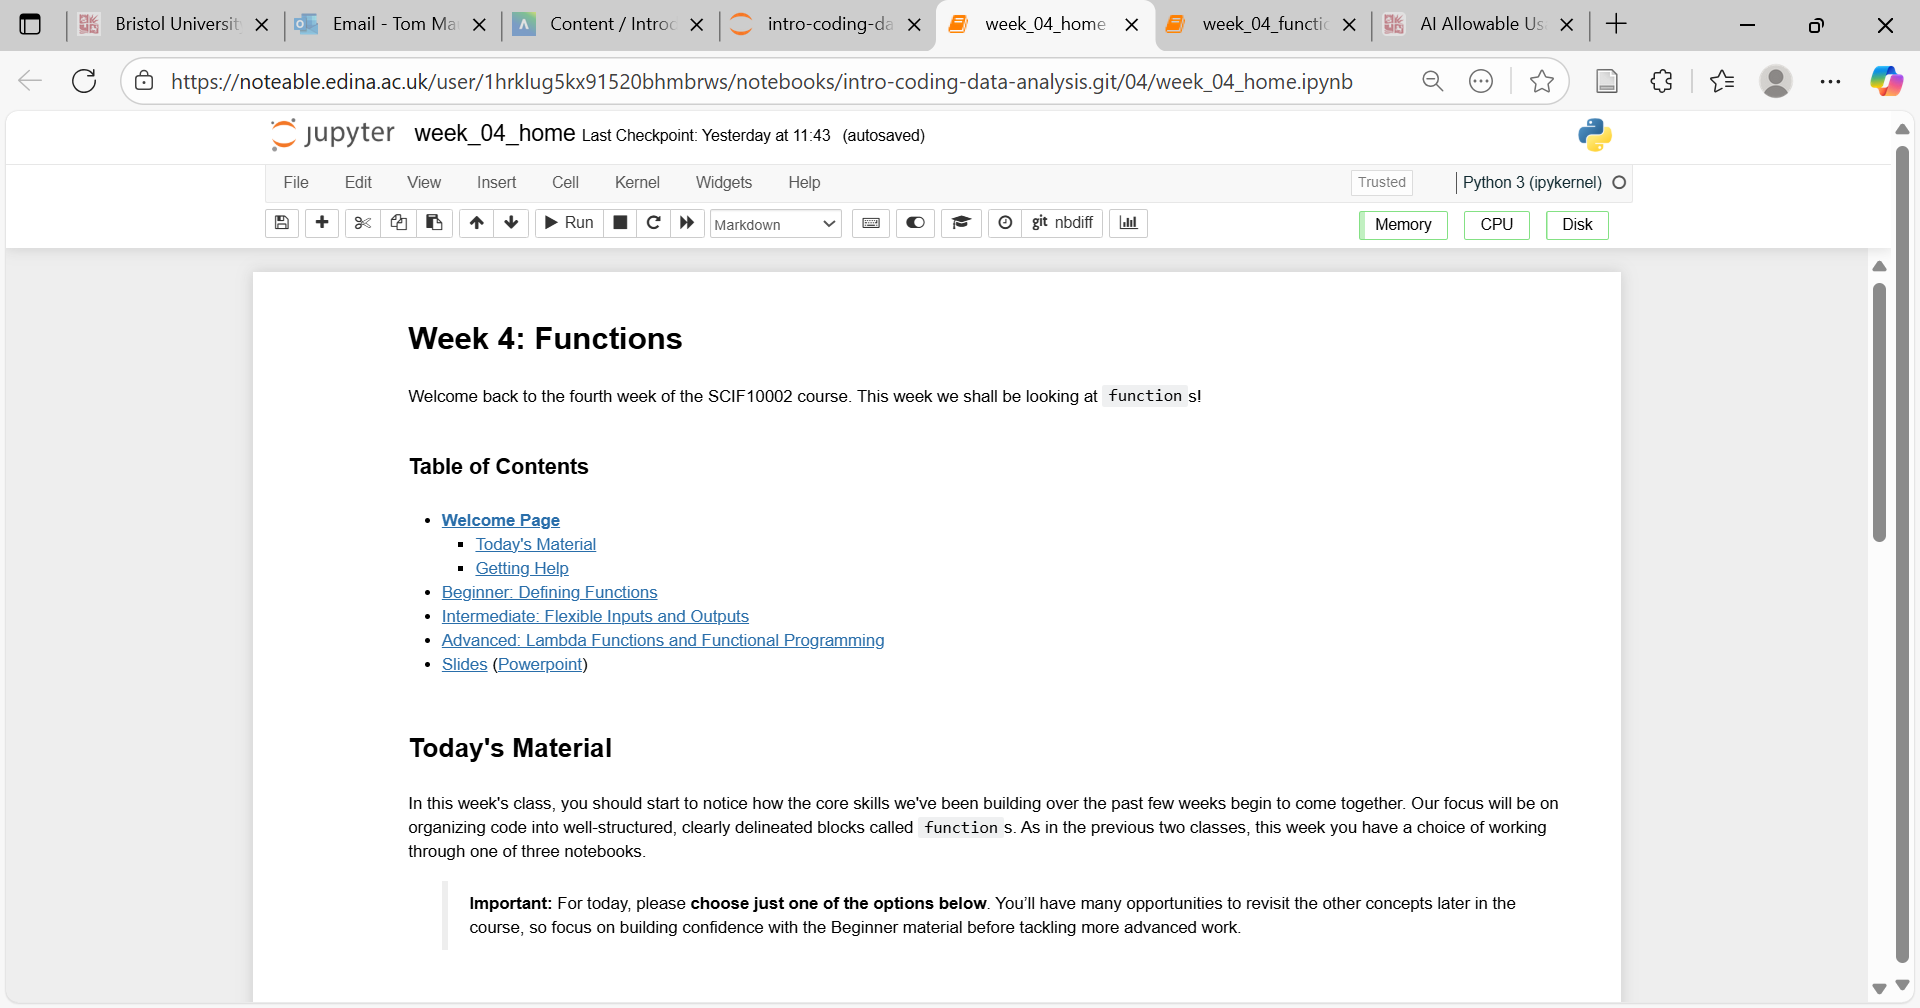 Bristol University
Email - Tom Ma
Content / Introc
intro-coding-da
week_04_home
week_04_functio
AI Allowable Us
https://noteable.edina.ac.uk/user/1hrklug5kx91520bhmbrws/notebooks/intro-coding-data-analysis.git/04/week_04_home.ipynb
jupyter week_04_home Last Checkpoint: Yesterday at 11:43 (autosaved)
File Edit View Insert Cell Kernel Widgets Help Trusted Python 3 (ipykernel)
Run Markdown git nbdiff Memory CPU Disk
Week 4: Functions
Welcome back to the fourth week of the SCIF10002 course. This week we shall be looking at function s!
Table of Contents
Welcome Page
Today's Material
Getting Help
Beginner: Defining Functions
Intermediate: Flexible Inputs and Outputs
Advanced: Lambda Functions and Functional Programming
Slides (Powerpoint)
Today's Material
In this week's class, you should start to notice how the core skills we've been building over the past few weeks begin to come together. Our focus will be on
organizing code into well-structured, clearly delineated blocks called function s. As in the previous two classes, this week you have a choice of working
through one of three notebooks.
Important: For today, please choose just one of the options below. You’ll have many opportunities to revisit the other concepts later in the
course, so focus on building confidence with the Beginner material before tackling more advanced work.